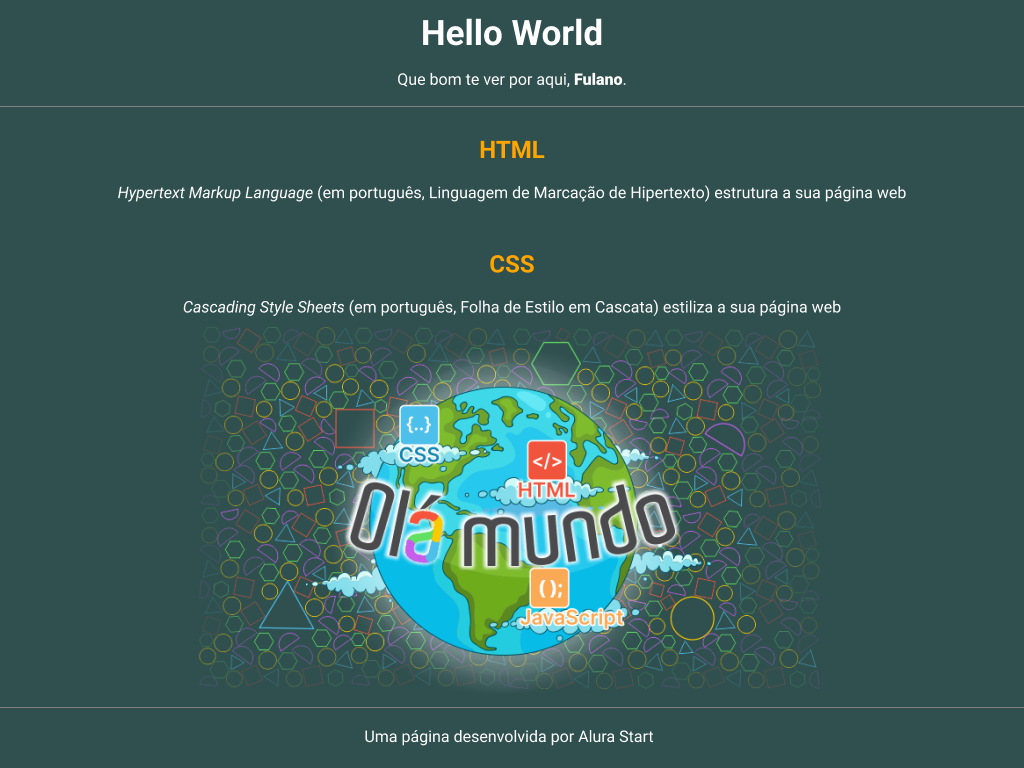 Hello World
Que bom te ver por aqui, Fulano.
HTML
Hypertext Markup Language (em português, Linguagem de Marcação de Hipertexto) estrutura a sua página web
CSS
Cascading Style Sheets (em português, Folha de Estilo em Cascata) estiliza a sua página web
{..}
CSS
</>
HTML
Olá mundo
();
JavaScript
Uma página desenvolvida por Alura Start